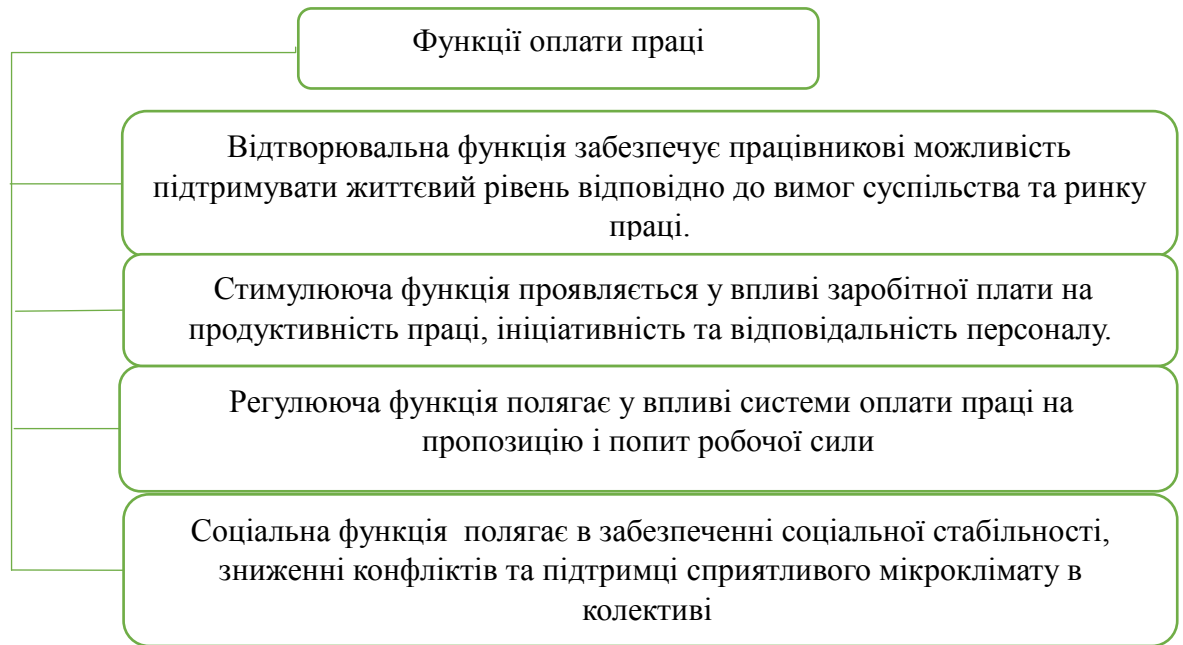 Функції оплати праці
Відтворювальна функція забезпечує працівникові можливість
підтримувати життєвий рівень відповідно до вимог суспільства та ринку
праці.
Стимулююча функція проявляється у впливі заробітної плати на
продуктивність праці, ініціативність та відповідальність персоналу.
Регулююча функція полягає у впливі системи оплати праці на
пропозицію і попит робочої сили
Соціальна функція  полягає в забезпеченні соціальної стабільності,
зниженні конфліктів та підтримці сприятливого мікроклімату в
колективі